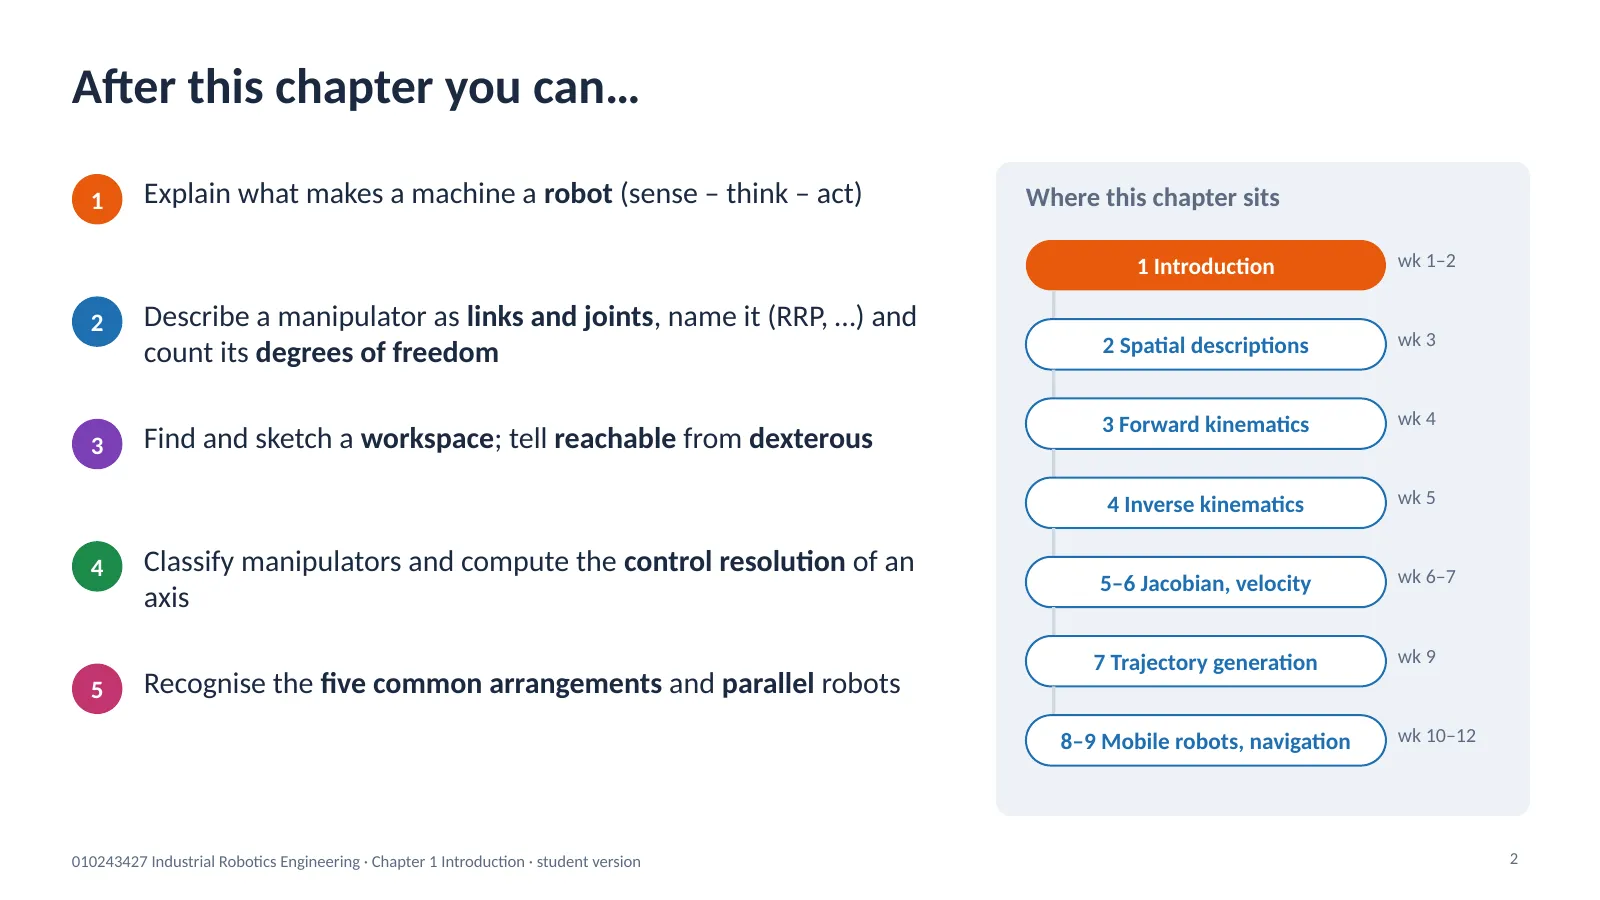 After this chapter you can…
1 Explain what makes a machine a robot (sense – think – act)
2 Describe a manipulator as links and joints, name it (RRP, …) and
count its degrees of freedom
3 Find and sketch a workspace; tell reachable from dexterous
4 Classify manipulators and compute the control resolution of an
axis
5 Recognise the five common arrangements and parallel robots
Where this chapter sits
1 Introduction wk 1–2
2 Spatial descriptions wk 3
3 Forward kinematics wk 4
4 Inverse kinematics wk 5
5–6 Jacobian, velocity wk 6–7
7 Trajectory generation wk 9
8–9 Mobile robots, navigation wk 10–12
010243427 Industrial Robotics Engineering · Chapter 1 Introduction · student version
2